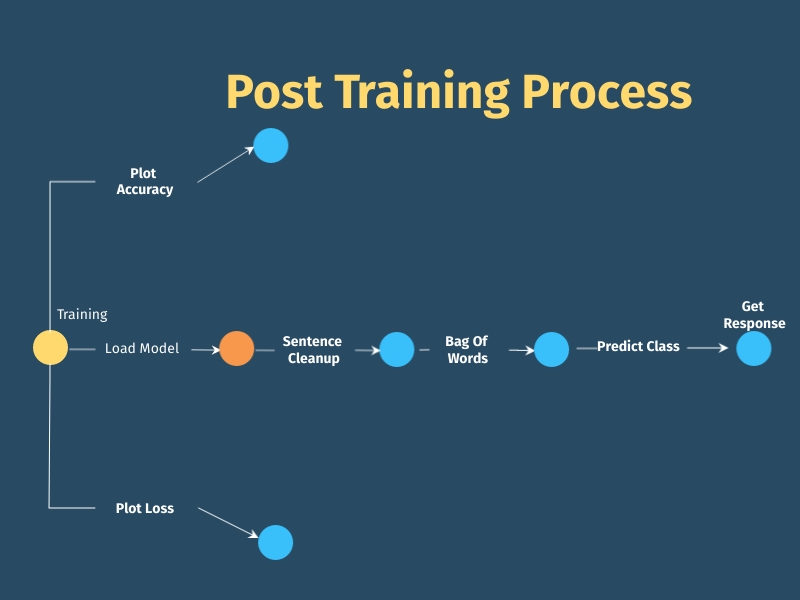 Post Training Process
Plot
Accuracy
Training
Load Model
Sentence
Cleanup
Bag Of
Words
Predict Class
Get
Response
Plot Loss